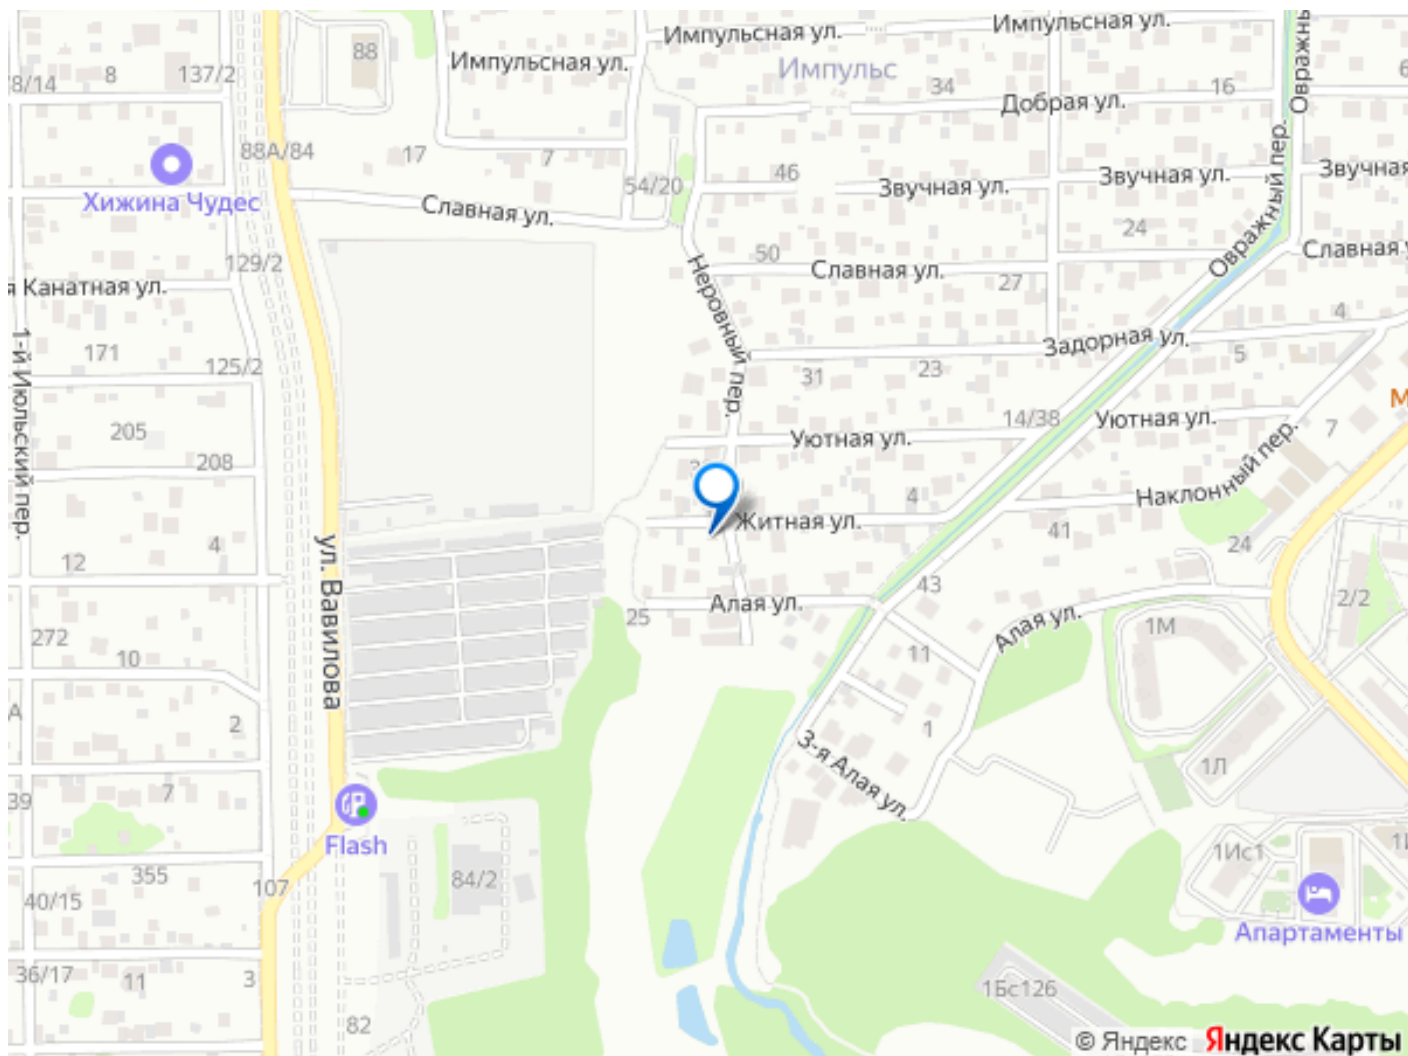 Импульсная ул.
Импульсная ул.
88
Импульсная ул.
Импульс
8/14
8
137/2
34
16
Добрая ул.
Овражный пер.
88А/84
17
7
54/20
46
Звучная ул.
Звучная ул.
Звучная
Хижина Чудес
Славная ул.
24
129/2
50
Славная ул.
27
Овражный пер.
Славная
я Канатная ул.
Неровный пер.
4
1-й Июльский пер.
171
125/2
31
23
Задорная ул.
5
205
208
Уютная ул.
14/38
Уютная ул.
7
Наклонный пер.
4
Житная ул.
41
24
12
4
ул. Вавилова
43
2/2
25
Алая ул.
Алая ул.
1М
272
10
11
2
1
3-я Алая ул.
1Л
39
7
Flash
1Ис1
355
107
84/2
40/15
Апартаменты
36/17
11
3
1Бс126
82
© Яндекс Яндекс Карты